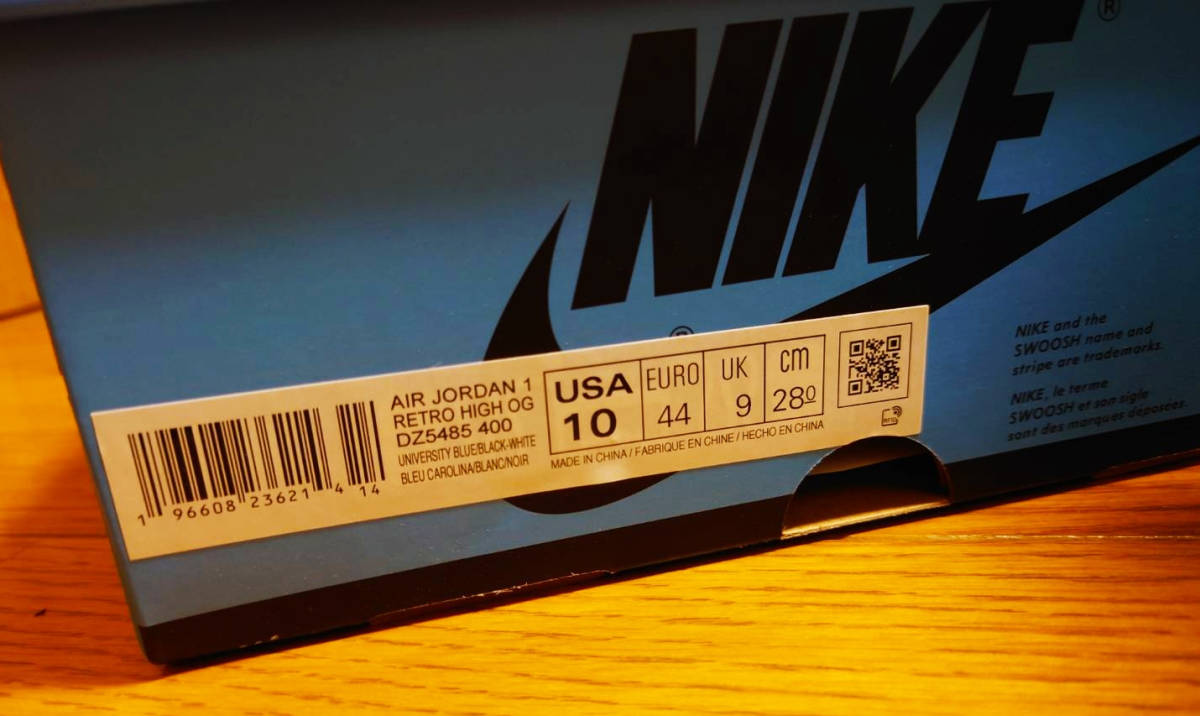 NIKE
®
®
AIR JORDAN 1
RETRO HIGH OG
DZ5485 400
UNIVERSITY BLUE/BLACK-WHITE
BLEU CAROLINA/BLANC/NOIR
1 96608 23621 4 14
USA
10
EURO
44
UK
9
cm
280
MADE IN CHINA / FABRIQUE EN CHINE / HECHO EN CHINA
RFID
NIKE and the
SWOOSH name and
stripe are trademarks.
NIKE, le terme
SWOOSH et son sigle
sont des marques déposées.